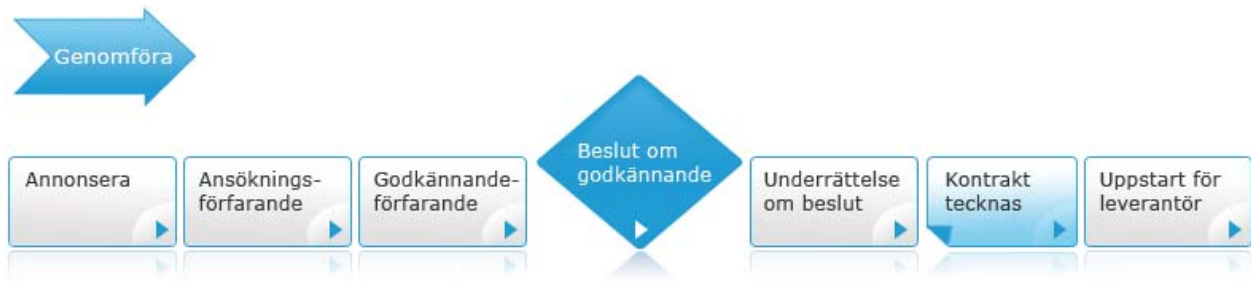 Genomföra
Annonsera
Ansöknings-
förfarande
Godkännande-
förfarande
Beslut om
godkännande
Underrättelse
om beslut
Kontrakt
tecknas
Uppstart för
leverantör